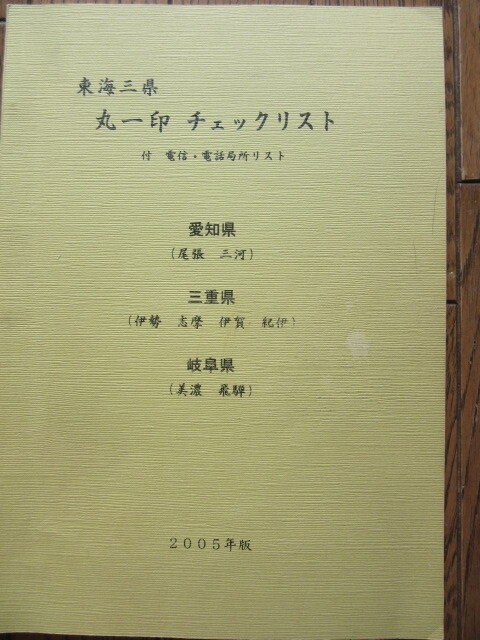 東海三県
丸一印 チェックリスト
付 電信・電話局所リスト
愛知県
(尾張 三河)
三重県
(伊勢 志摩 伊賀 紀伊)
岐阜県
(美濃 飛騨)
2005年版